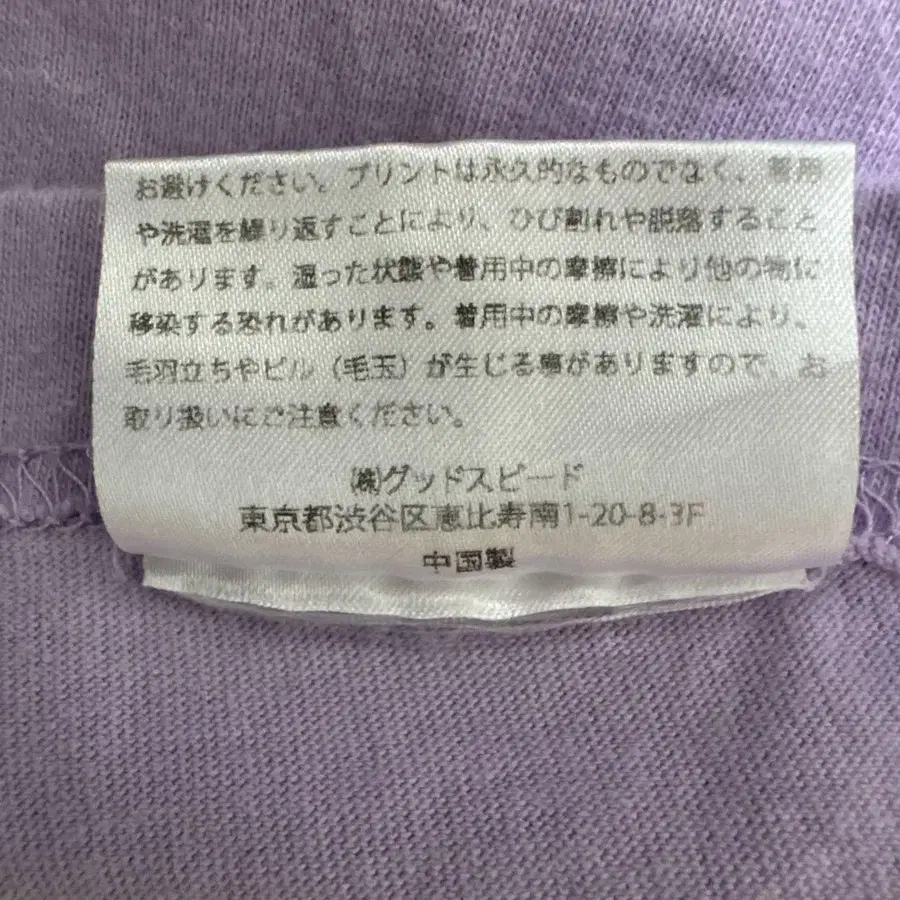 お避けください。プリントは永久的なものでなく、着用
や洗濯を繰り返すことにより、ひび割れや脱落すること
があります。湿った状態や着用中の摩擦により他の物に
移染する恐れがあります。着用中の摩擦や洗濯により、
毛羽立ちやピル（毛玉）が生じる事がありますので、お
取り扱いにご注意ください。
㈱グッドスピード
東京都渋谷区恵比寿南1-20-8-3F
中国製